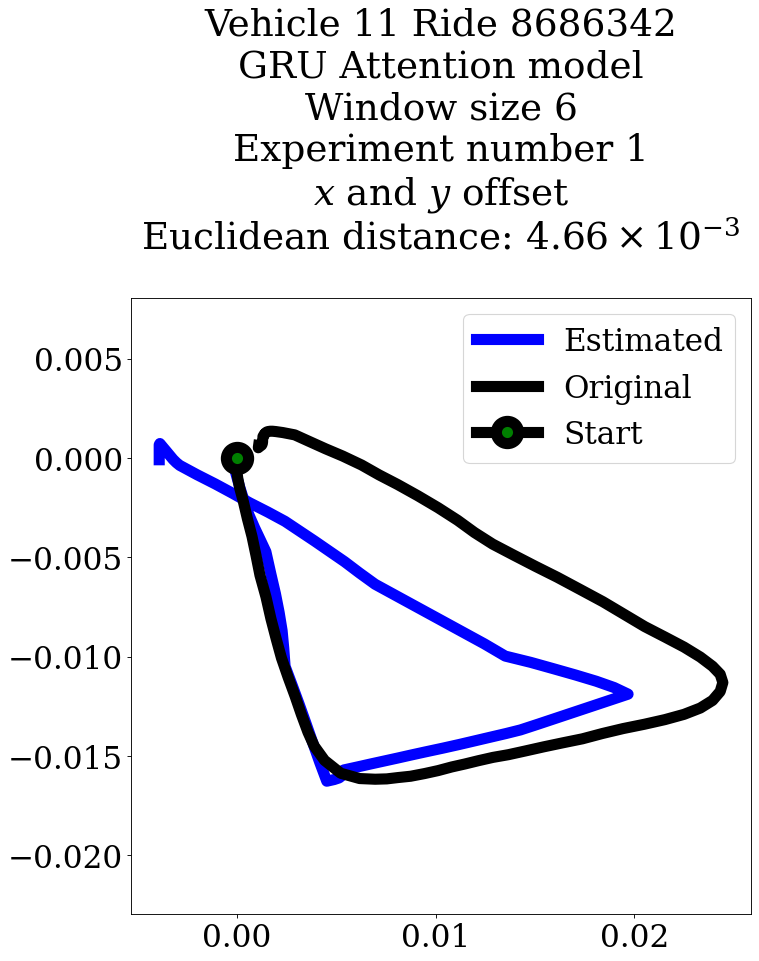 Vehicle 11 Ride 8686342
GRU Attention model
Window size 6
Experiment number 1
x and y offset
Euclidean distance: 4.66 × 10⁻³
Estimated
Original
Start
0.005
0.000
−0.005
−0.010
−0.015
−0.020
0.00 0.01 0.02